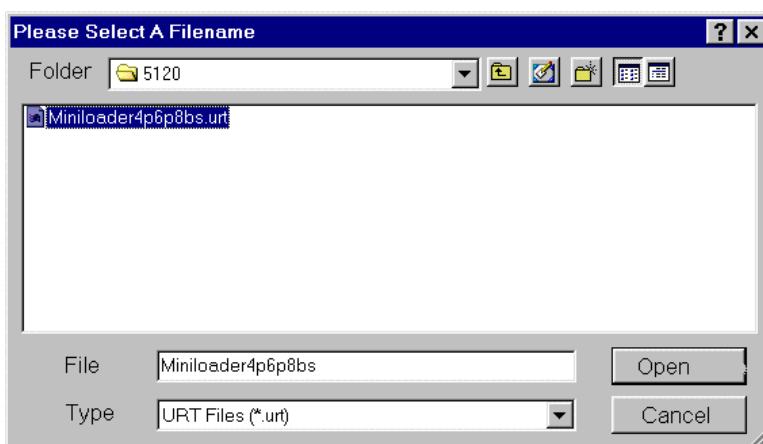 Please Select A Filename
Folder 5120
Miniloader4p6p8bs.urt
File Miniloader4p6p8bs Open
Type URT Files (*.urt) Cancel